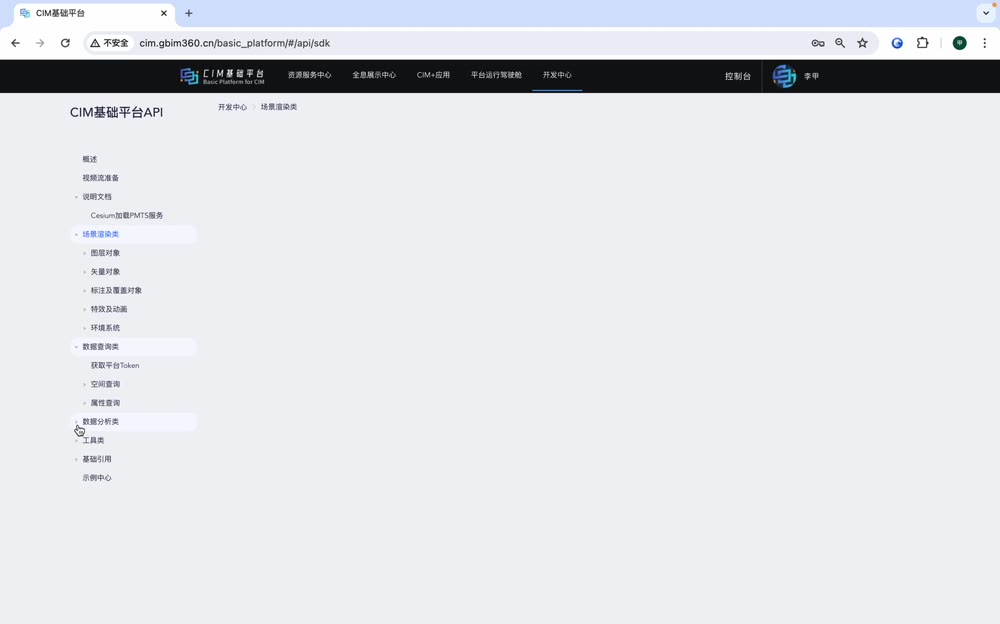 CIM基础平台
不安全
cim.gbim360.cn/basic_platform/#/api/sdk
CIM基础平台
Basic Platform for CIM
资源服务中心
全息展示中心
CIM+应用
平台运行驾驶舱
开发中心
控制台
李甲
CIM基础平台API
开发中心
场景渲染类
概述
视频流准备
说明文档
Cesium加载PMTS服务
场景渲染类
图层对象
矢量对象
标注及覆盖对象
特效及动画
环境系统
数据查询类
获取平台Token
空间查询
属性查询
数据分析类
工具类
基础引用
示例中心